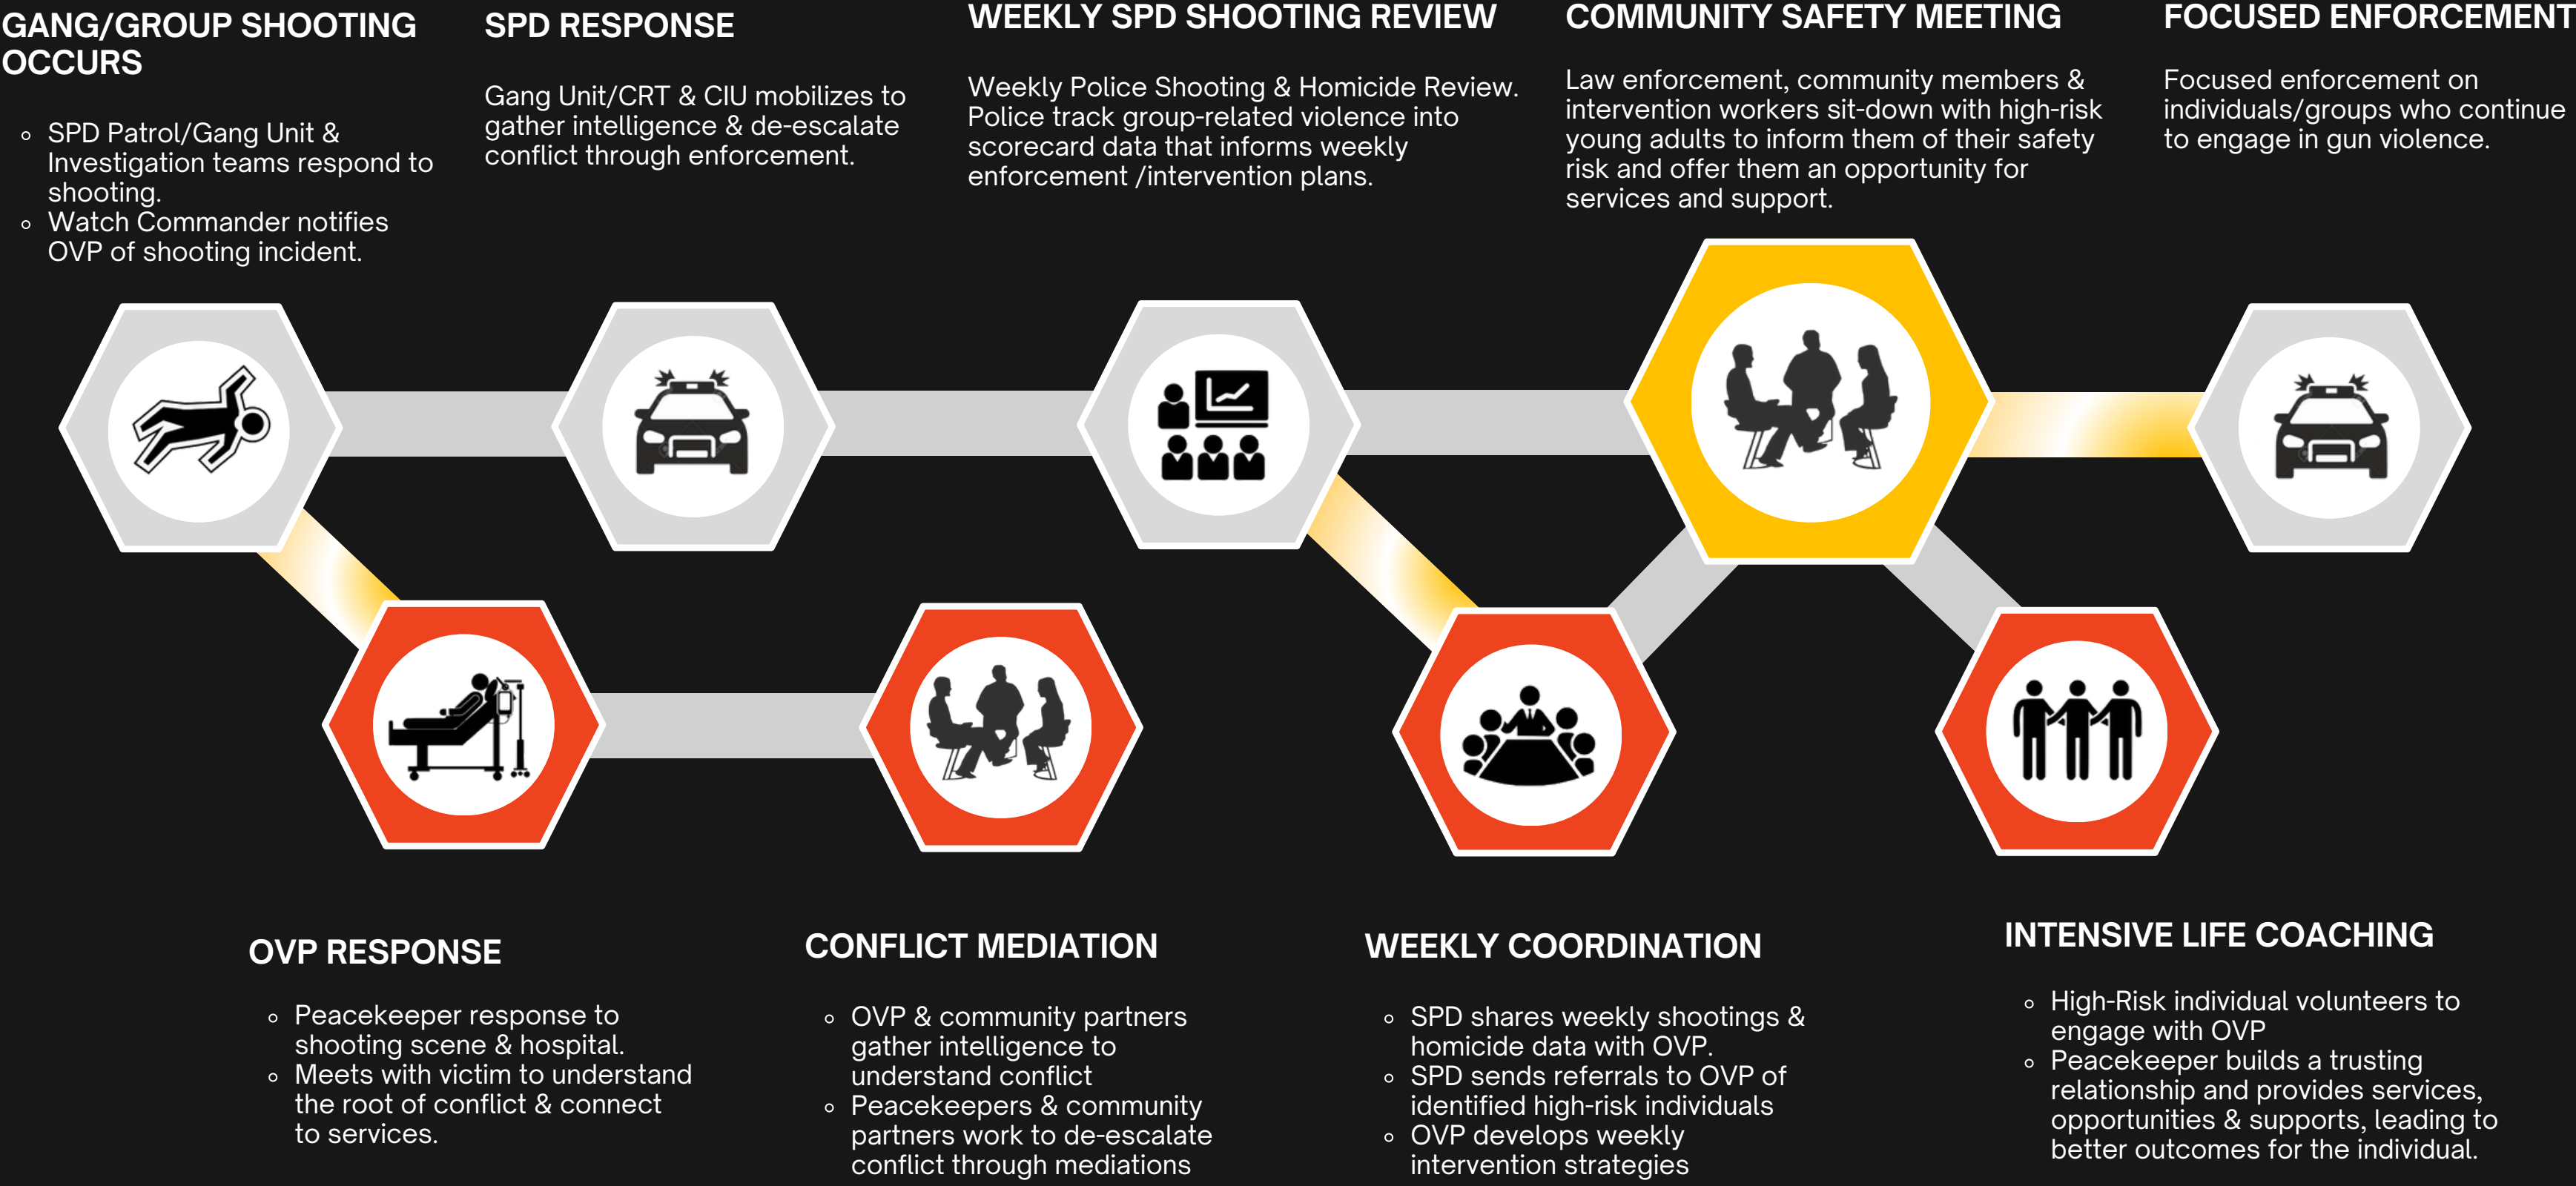 GANG/GROUP SHOOTING
OCCURS
◦ SPD Patrol/Gang Unit &
Investigation teams respond to
shooting.
◦ Watch Commander notifies
OVP of shooting incident.
SPD RESPONSE
Gang Unit/CRT & CIU mobilizes to
gather intelligence & de-escalate
conflict through enforcement.
WEEKLY SPD SHOOTING REVIEW
Weekly Police Shooting & Homicide Review.
Police track group-related violence into
scorecard data that informs weekly
enforcement /intervention plans.
COMMUNITY SAFETY MEETING
Law enforcement, community members &
intervention workers sit-down with high-risk
young adults to inform them of their safety
risk and offer them an opportunity for
services and support.
FOCUSED ENFORCEMENT
Focused enforcement on
individuals/groups who continue
to engage in gun violence.
OVP RESPONSE
◦ Peacekeeper response to
shooting scene & hospital.
◦ Meets with victim to understand
the root of conflict & connect
to services.
CONFLICT MEDIATION
◦ OVP & community partners
gather intelligence to
understand conflict
◦ Peacekeepers & community
partners work to de-escalate
conflict through mediations
WEEKLY COORDINATION
◦ SPD shares weekly shootings &
homicide data with OVP.
◦ SPD sends referrals to OVP of
identified high-risk individuals
◦ OVP develops weekly
intervention strategies
INTENSIVE LIFE COACHING
◦ High-Risk individual volunteers to
engage with OVP
◦ Peacekeeper builds a trusting
relationship and provides services,
opportunities & supports, leading to
better outcomes for the individual.